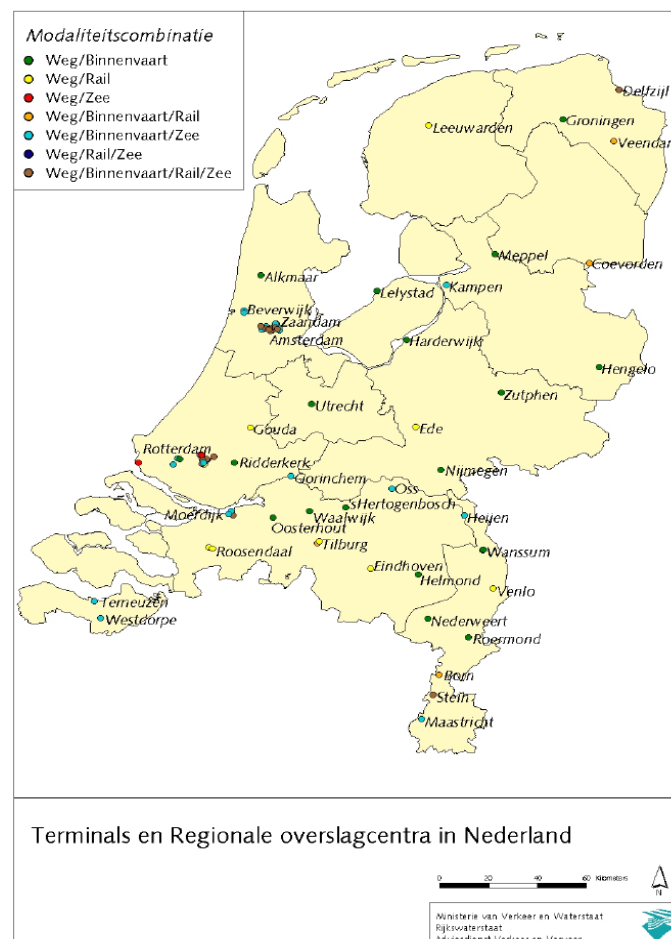 Modaliteitscombinatie
Weg/Binnenvaart
Weg/Rail
Weg/Zee
Weg/Binnenvaart/Rail
Weg/Binnenvaart/Zee
Weg/Rail/Zee
Weg/Binnenvaart/Rail/Zee
Delfzijl
Groningen
Leeuwarden
Veendam
Meppel
Coevorden
Alkmaar
Kampen
Lelystad
Beverwijk
Zaandam
Amsterdam
Harderwijk
Hengelo
Zutphen
Utrecht
Gouda
Ede
Rotterdam
Ridderkerk
Nijmegen
Gorinchem
Oss
sHertogenbosch
Moerdijk
Waalwijk
Heijen
Oosterhout
Tilburg
Roosendaal
Wanssum
Eindhoven
Helmond
Venlo
Terneuzen
Westdorpe
Nederweert
Roermond
Born
Stein
Maastricht
Terminals en Regionale overslagcentra in Nederland
0 20 40 60 Kilometers
N
Ministerie van Verkeer en Waterstaat
Rijkswaterstaat
Adviesdienst Verkeer en Vervoer